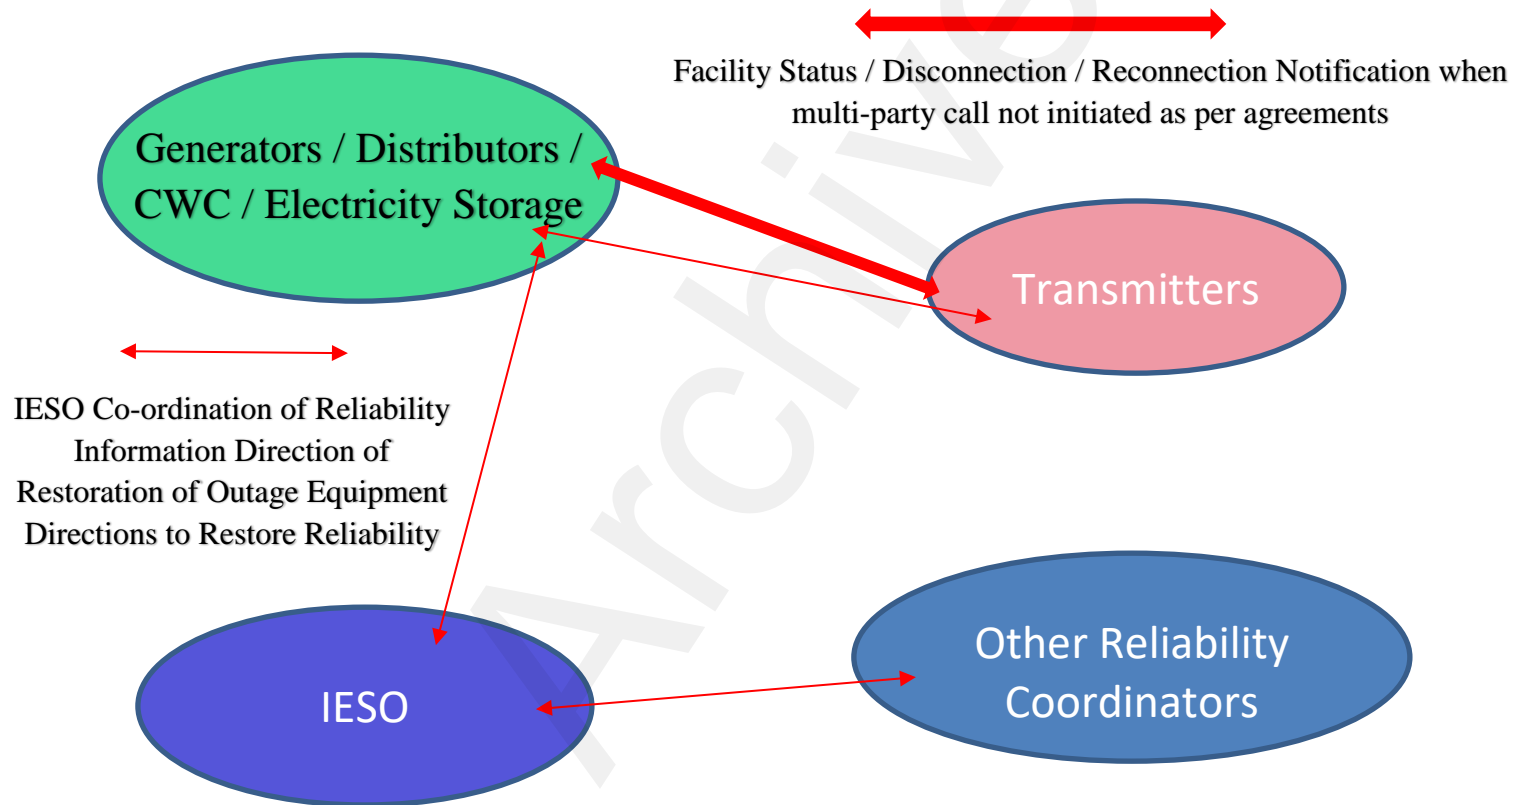 Facility Status / Disconnection / Reconnection Notification when
multi-party call not initiated as per agreements
Generators / Distributors /
CWC / Electricity Storage
Transmitters
IESO Co-ordination of Reliability
Information Direction of
Restoration of Outage Equipment
Directions to Restore Reliability
Other Reliability
Coordinators
IESO
Archive